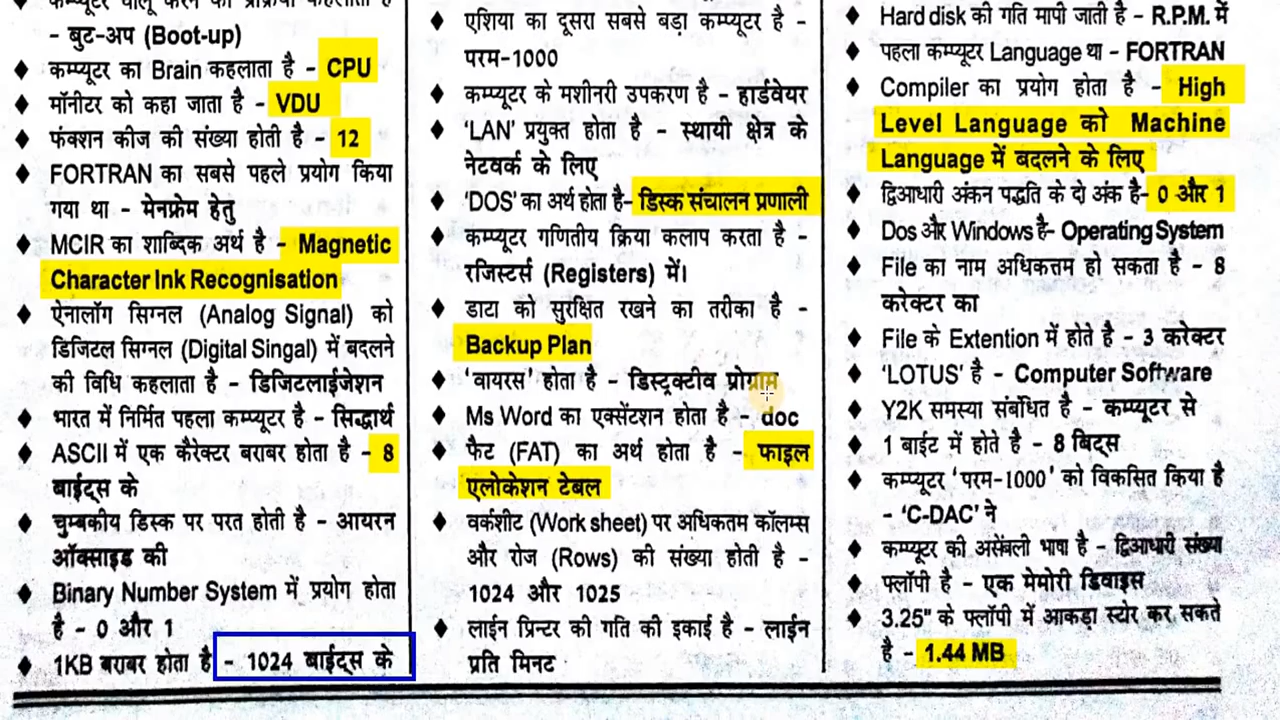 कम्प्यूटर चालू करने की प्रक्रिया कहलाती है
- बुट-अप (Boot-up)
♦ कम्प्यूटर का Brain कहलाता है - CPU
♦ मॉनीटर को कहा जाता है - VDU
♦ फंक्शन कीज की संख्या होती है - 12
♦ FORTRAN का सबसे पहले प्रयोग किया
गया था - मेनफ्रेम हेतु
♦ MCIR का शाब्दिक अर्थ है - Magnetic
Character Ink Recognisation
♦ ऐनालॉग सिग्नल (Analog Signal) को
डिजिटल सिग्नल (Digital Singal) में बदलने
की विधि कहलाता है - डिजिटलाईजेशन
♦ भारत में निर्मित पहला कम्प्यूटर है - सिद्धार्थ
♦ ASCII में एक कैरेक्टर बराबर होता है - 8
बाईट्स के
♦ चुम्बकीय डिस्क पर परत होती है - आयरन
ऑक्साइड की
♦ Binary Number System में प्रयोग होता
है - 0 और 1
♦ 1KB बराबर होता है - 1024 बाईट्स के
♦ एशिया का दूसरा सबसे बड़ा कम्प्यूटर है -
परम-1000
♦ कम्प्यूटर के मशीनरी उपकरण है - हार्डवेयर
♦ 'LAN' प्रयुक्त होता है - स्थायी क्षेत्र के
नेटवर्क के लिए
♦ 'DOS' का अर्थ होता है- डिस्क संचालन प्रणाली
♦ कम्प्यूटर गणितीय क्रिया कलाप करता है -
रजिस्टर्स (Registers) में।
♦ डाटा को सुरक्षित रखने का तरीका है -
Backup Plan
♦ 'वायरस' होता है - डिस्ट्रक्टीव प्रोग्राम
♦ Ms Word का एक्सेंटशन होता है - doc
♦ फैट (FAT) का अर्थ होता है - फाइल
एलोकेशन टेबल
♦ वर्कशीट (Work sheet) पर अधिकतम कॉलम्स
और रोज (Rows) की संख्या होती है -
1024 और 1025
♦ लाईन प्रिन्टर की गति की इकाई है - लाईन
प्रति मिनट
♦ Hard disk की गति मापी जाती है - R.P.M. में
♦ पहला कम्प्यूटर Language था - FORTRAN
♦ Compiler का प्रयोग होता है - High
Level Language को Machine
Language में बदलने के लिए
♦ द्विआधारी अंकन पद्धति के दो अंक है- 0 और 1
♦ Dos और Windows है- Operating System
♦ File का नाम अधिकत्तम हो सकता है - 8
करेक्टर का
♦ File के Extention में होते है - 3 करेक्टर
♦ 'LOTUS' है - Computer Software
♦ Y2K समस्या संबंधित है - कम्प्यूटर से
♦ 1 बाईट में होते है - 8 बिट्स
♦ कम्प्यूटर 'परम-1000' को विकसित किया है
- 'C-DAC' ने
♦ कम्प्यूटर की असेंबली भाषा है - द्विआधारी संख्या
♦ फ्लॉपी है - एक मेमोरी डिवाइस
♦ 3.25" के फ्लॉपी में आकड़ा स्टोर कर सकते
है - 1.44 MB